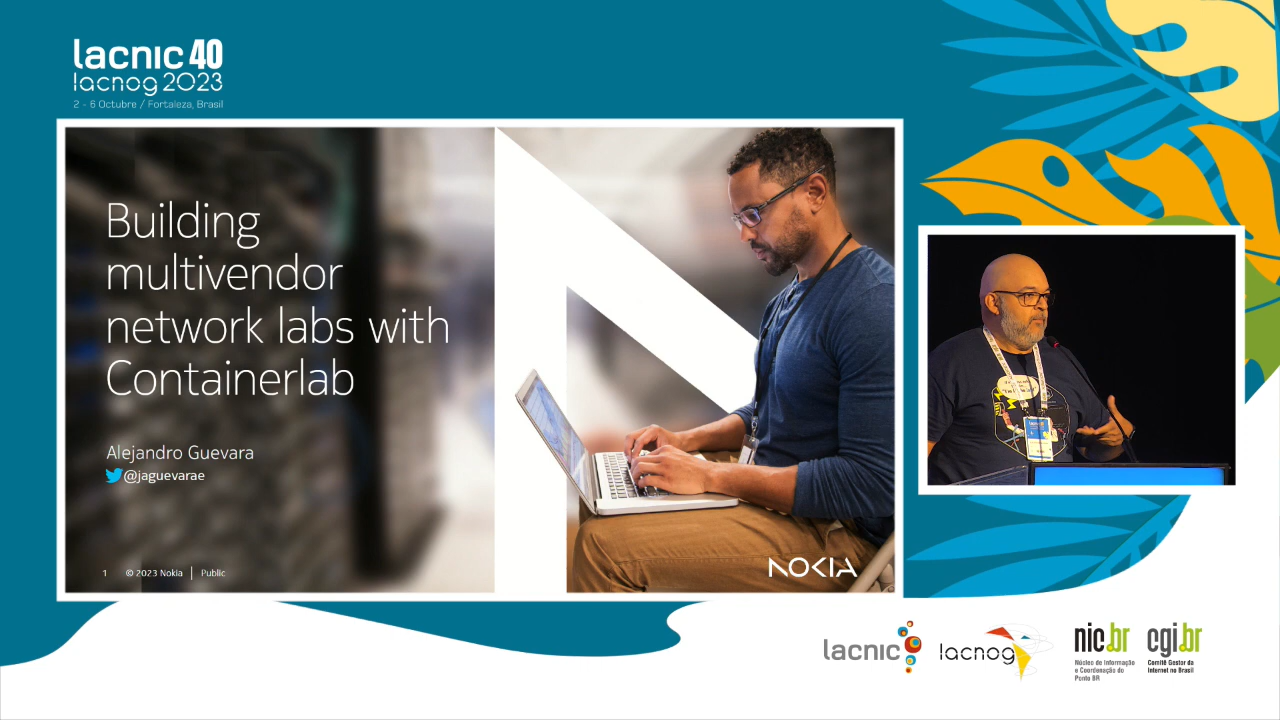 lacnic 40
lacnog 2023
2 - 6 Octubre / Fortaleza, Brasil
Building
multivendor
network labs with
Containerlab
Alejandro Guevara
@jaguevarae
1 © 2023 Nokia | Public
NOKIA
lacnic
lacnog
nic.br
Núcleo de Informação
e Coordenação do
Ponto BR
cgi.br
Comitê Gestor da
Internet no Brasil